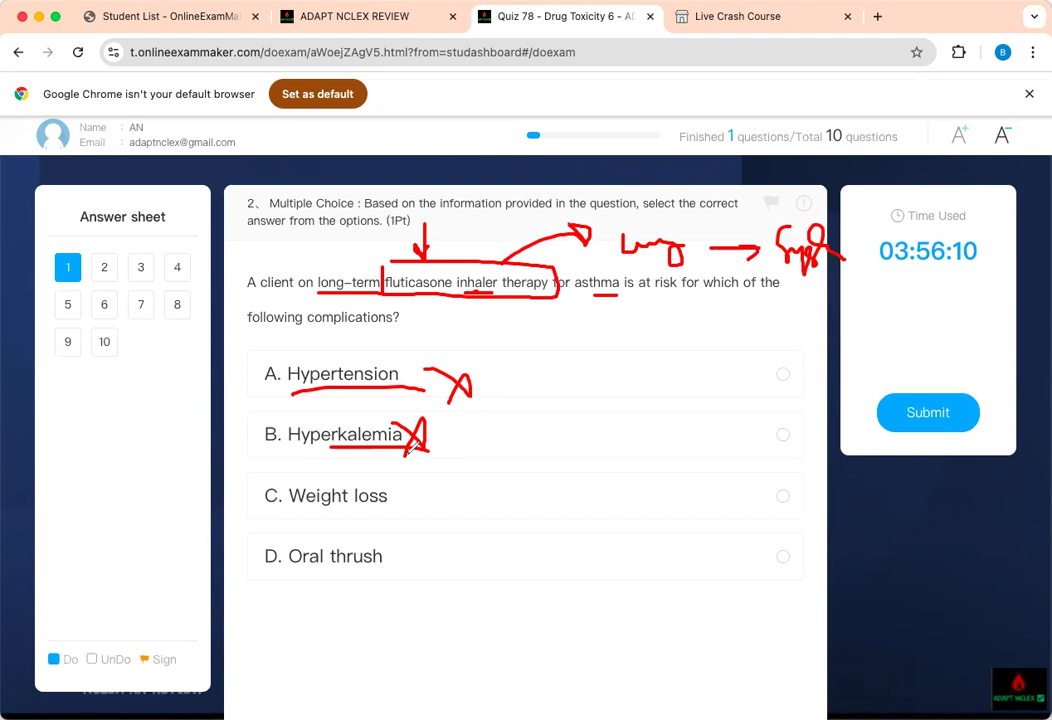 Student List - OnlineExamMa
ADAPT NCLEX REVIEW
Quiz 78 - Drug Toxicity 6 - AD
Live Crash Course
t.onlineexammaker.com/doexam/aWoejZAgV5.html?from=studashboard#/doexam
B
Google Chrome isn't your default browser
Set as default
Name : AN
Email : adaptnclex@gmail.com
Finished 1 questions/Total 10 questions
A+
A-
Answer sheet
1 2 3 4
5 6 7 8
9 10
Do UnDo Sign
2、 Multiple Choice : Based on the information provided in the question, select the correct
answer from the options. (1Pt)
Lung
A client on long-term fluticasone inhaler therapy for asthma is at risk for which of the
following complications?
A. Hypertension
B. Hyperkalemia
C. Weight loss
D. Oral thrush
Time Used
03:56:10
Submit
ADAPT NCLEX